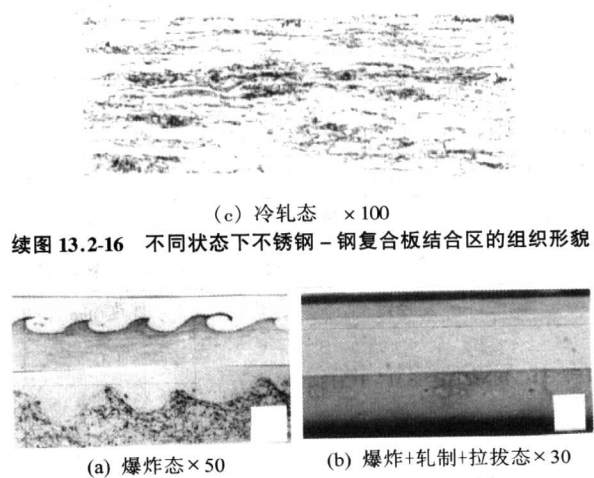 (c) 冷轧态 ×100
续图 13.2-16 不同状态下不锈钢-钢复合板结合区的组织形貌
(a) 爆炸态×50
(b) 爆炸+轧制+拉拔态×30